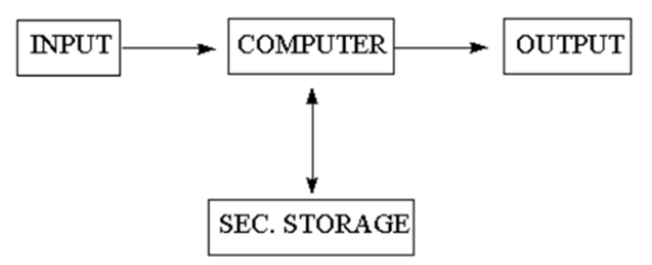 INPUT
COMPUTER
OUTPUT
SEC. STORAGE